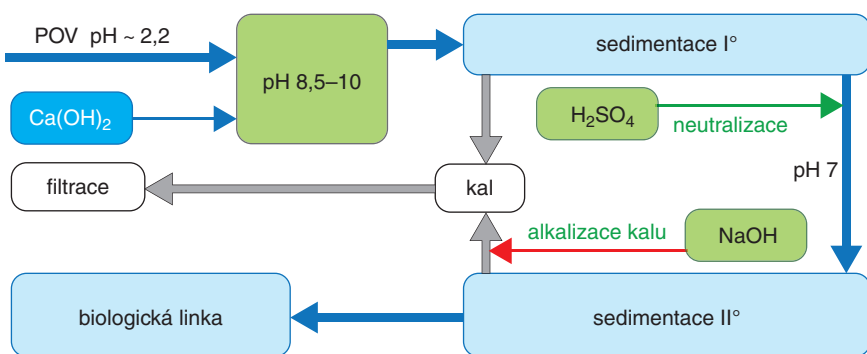 POV pH ~ 2,2
pH 8,5–10
sedimentace I°
Ca(OH)₂
H₂SO₄
neutralizace
pH 7
filtrace
kal
alkalizace kalu
NaOH
biologická linka
sedimentace II°